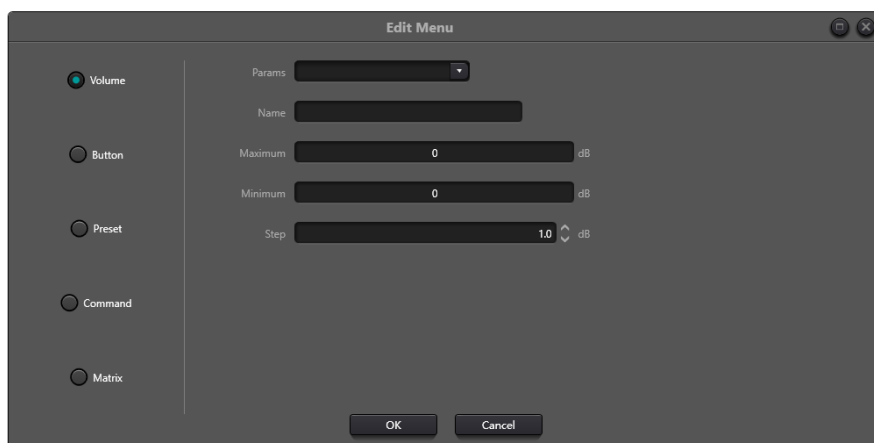 Edit Menu
Volume
Button
Preset
Command
Matrix
Params
Name
Maximum 0 dB
Minimum 0 dB
Step 1.0 dB
OK Cancel